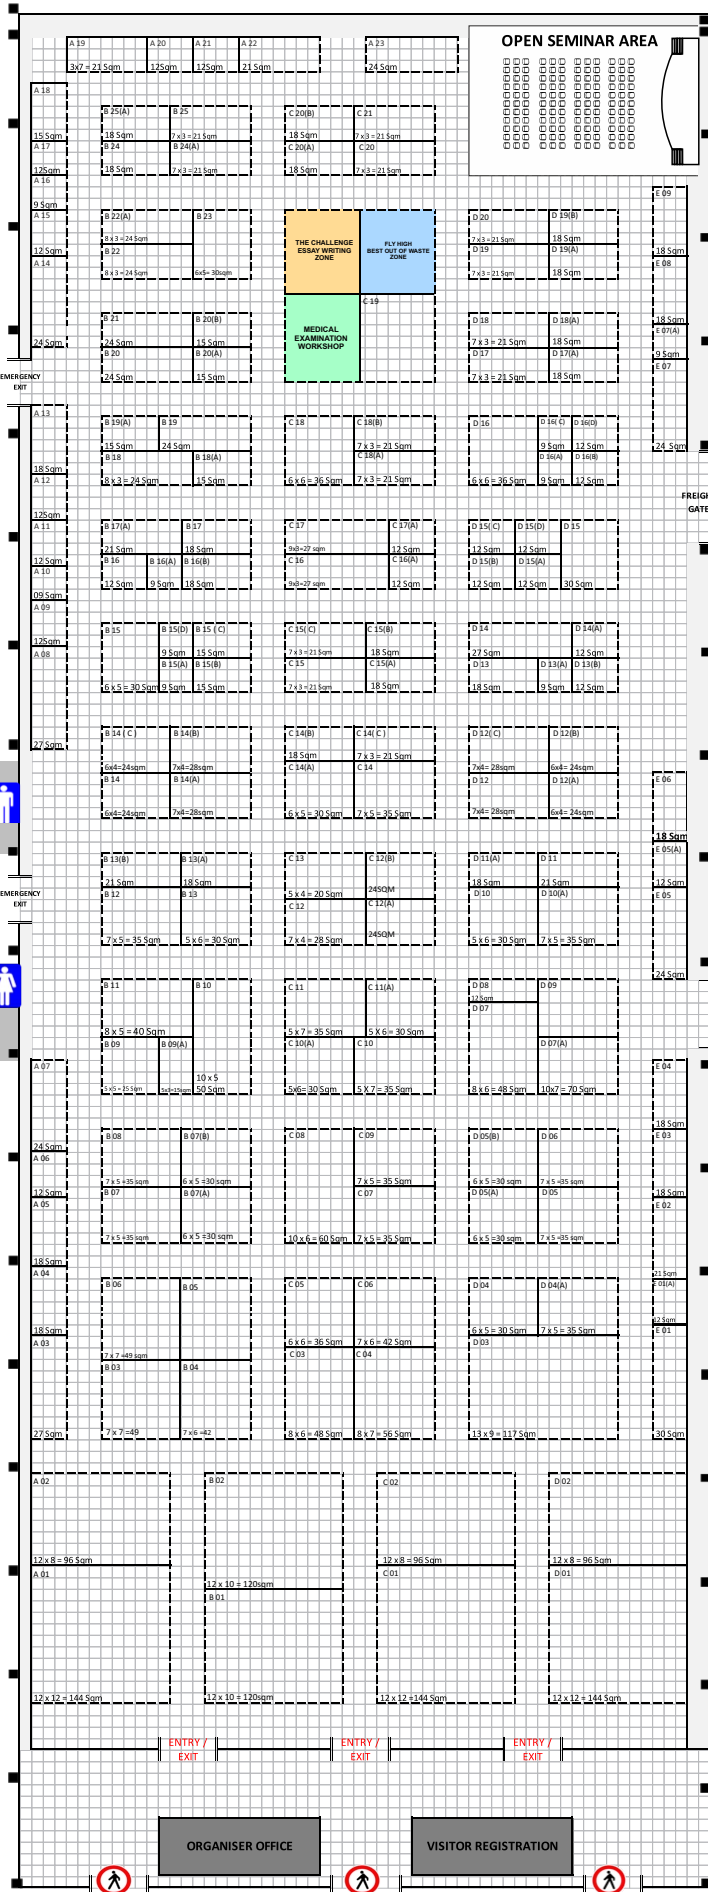 OPEN SEMINAR AREA
A 19
A 20
A 21
A 22
A 23
3x7 = 21 Sqm
12Sqm
12Sqm
21 Sqm
24 Sqm
A 18
15 Sqm
A 17
12Sqm
A 16
9 Sqm
A 15
12 Sqm
A 14
24 Sqm
B 25(A)
B 25
18 Sqm
7 x 3 = 21 Sqm
B 24
B 24(A)
18 Sqm
7 x 3 = 21 Sqm
C 20(B)
C 21
18 Sqm
7 x 3 = 21 Sqm
C 20(A)
C 20
18 Sqm
7 x 3 = 21 Sqm
B 22(A)
B 23
8 x 3 = 24 Sqm
B 22
8 x 3 = 24 Sqm
6x5= 30sqm
THE CHALLENGE
ESSAY WRITING
ZONE
FLY HIGH
BEST OUT OF WASTE
ZONE
C 19
MEDICAL
EXAMINATION
WORKSHOP
D 20
D 19(B)
7 x 3 = 21 Sqm
18 Sqm
D 19
D 19(A)
7 x 3 = 21 Sqm
18 Sqm
E 09
18 Sqm
E 08
18 Sqm
E 07(A)
9 Sqm
E 07
24 Sqm
B 21
B 20(B)
24 Sqm
15 Sqm
B 20
B 20(A)
24 Sqm
15 Sqm
D 18
D 18(A)
7 x 3 = 21 Sqm
18 Sqm
D 17
D 17(A)
7 x 3 = 21 Sqm
18 Sqm
EMERGENCY
EXIT
A 13
18 Sqm
A 12
12Sqm
A 11
12 Sqm
A 10
09 Sqm
A 09
12Sqm
A 08
27 Sqm
B 19(A)
B 19
15 Sqm
24 Sqm
B 18
B 18(A)
8 x 3 = 24 Sqm
15 Sqm
C 18
C 18(B)
7 x 3 = 21 Sqm
C 18(A)
6 x 6 = 36 Sqm
7 x 3 = 21 Sqm
D 16
D 16( C)
D 16(D)
9 Sqm
12 Sqm
D 16(A)
D 16(B)
6 x 6 = 36 Sqm
9 Sqm
12 Sqm
FREIGH
GATE
B 17(A)
B 17
21 Sqm
18 Sqm
B 16
B 16(A)
B 16(B)
12 Sqm
9 Sqm
18 Sqm
C 17
C 17(A)
9x3=27 sqm
12 Sqm
C 16
C 16(A)
9x3=27 sqm
12 Sqm
D 15( C)
D 15(D)
D 15
12 Sqm
12 Sqm
D 15(B)
D 15(A)
12 Sqm
12 Sqm
30 Sqm
B 15
B 15(D)
B 15 ( C)
9 Sqm
15 Sqm
B 15(A)
B 15(B)
6 x 5 = 30 Sqm
9 Sqm
15 Sqm
C 15( C)
C 15(B)
7 x 3 = 21 Sqm
18 Sqm
C 15
C 15(A)
7 x 3 = 21 Sqm
18 Sqm
D 14
D 14(A)
27 Sqm
12 Sqm
D 13
D 13(A)
D 13(B)
18 Sqm
9 Sqm
12 Sqm
B 14 ( C )
B 14(B)
6x4=24sqm
7x4=28sqm
B 14
B 14(A)
6x4=24sqm
7x4=28sqm
C 14(B)
C 14( C )
18 Sqm
7 x 3 = 21 Sqm
C 14(A)
C 14
6 x 5 = 30 Sqm
7 x 5 = 35 Sqm
D 12( C)
D 12(B)
7x4= 28sqm
6x4= 24sqm
D 12
D 12(A)
7x4= 28sqm
6x4= 24sqm
E 06
18 Sqm
E 05(A)
12 Sqm
E 05
24 Sqm
B 13(B)
B 13(A)
21 Sqm
18 Sqm
B 12
B 13
7 x 5 = 35 Sqm
5 x 6 = 30 Sqm
C 13
C 12(B)
5 x 4 = 20 Sqm
24SQM
C 12
C 12(A)
7 x 4 = 28 Sqm
24SQM
D 11(A)
D 11
18 Sqm
21 Sqm
D 10
D 10(A)
5 x 6 = 30 Sqm
7 x 5 = 35 Sqm
EMERGENCY
EXIT
B 11
B 10
8 x 5 = 40 Sqm
B 09
B 09(A)
10 x 5
5 x 5 = 25 Sqm
5x3=15sqm
50 Sqm
C 11
C 11(A)
5 x 7 = 35 Sqm
5 X 6 = 30 Sqm
C 10(A)
C 10
5x6= 30 Sqm
5 X 7 = 35 Sqm
D 08
D 09
12 Sqm
D 07
D 07(A)
8 x 6 = 48 Sqm
10x7 = 70 Sqm
A 07
24 Sqm
A 06
12 Sqm
A 05
18 Sqm
A 04
18 Sqm
A 03
27 Sqm
B 08
B 07(B)
7 x 5 =35 sqm
6 x 5 =30 sqm
B 07
B 07(A)
7 x 5 =35 sqm
6 x 5 =30 sqm
C 08
C 09
7 x 5 = 35 Sqm
C 07
10 x 6 = 60 Sqm
7 x 5 = 35 Sqm
D 05(B)
D 06
6 x 5 =30 sqm
7 x 5 =35 sqm
D 05(A)
D 05
6 x 5 =30 sqm
7 x 5 =35 sqm
E 04
18 Sqm
E 03
18 Sqm
E 02
21 Sqm
E 01(A)
12 Sqm
E 01
30 Sqm
B 06
B 05
7 x 7 =49 sqm
B 03
B 04
7 x 7 =49
7 x 6 =42
C 05
C 06
6 x 6 = 36 Sqm
7 x 6 = 42 Sqm
C 03
C 04
8 x 6 = 48 Sqm
8 x 7 = 56 Sqm
D 04
D 04(A)
6 x 5 = 30 Sqm
7 x 5 = 35 Sqm
D 03
13 x 9 = 117 Sqm
A 02
B 02
C 02
D 02
12 x 8 = 96 Sqm
12 x 8 = 96 Sqm
12 x 8 = 96 Sqm
A 01
C 01
D 01
12 x 10 = 120sqm
B 01
12 x 12 = 144 Sqm
12 x 10 = 120sqm
12 x 12 =144 Sqm
12 x 12 = 144 Sqm
ENTRY /
EXIT
ENTRY /
EXIT
ENTRY /
EXIT
ORGANISER OFFICE
VISITOR REGISTRATION